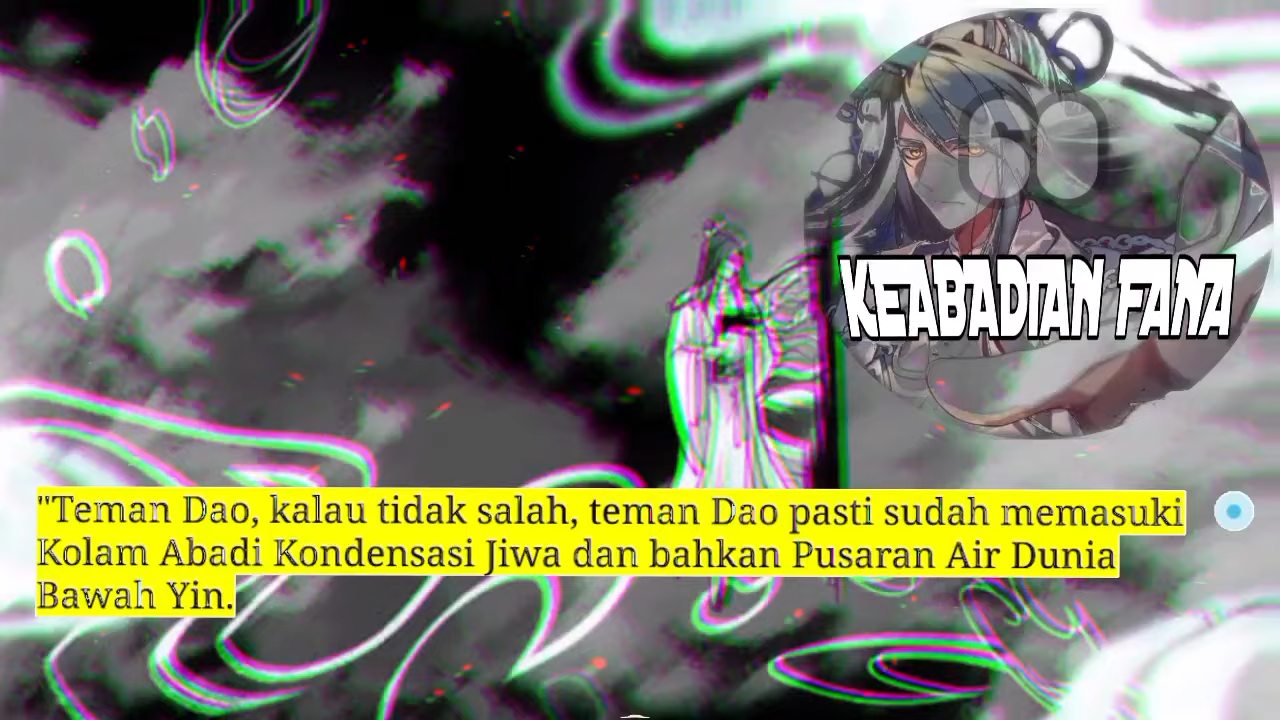 KEABADIAN FANA
"Teman Dao, kalau tidak salah, teman Dao pasti sudah memasuki
Kolam Abadi Kondensasi Jiwa dan bahkan Pusaran Air Dunia
Bawah Yin.